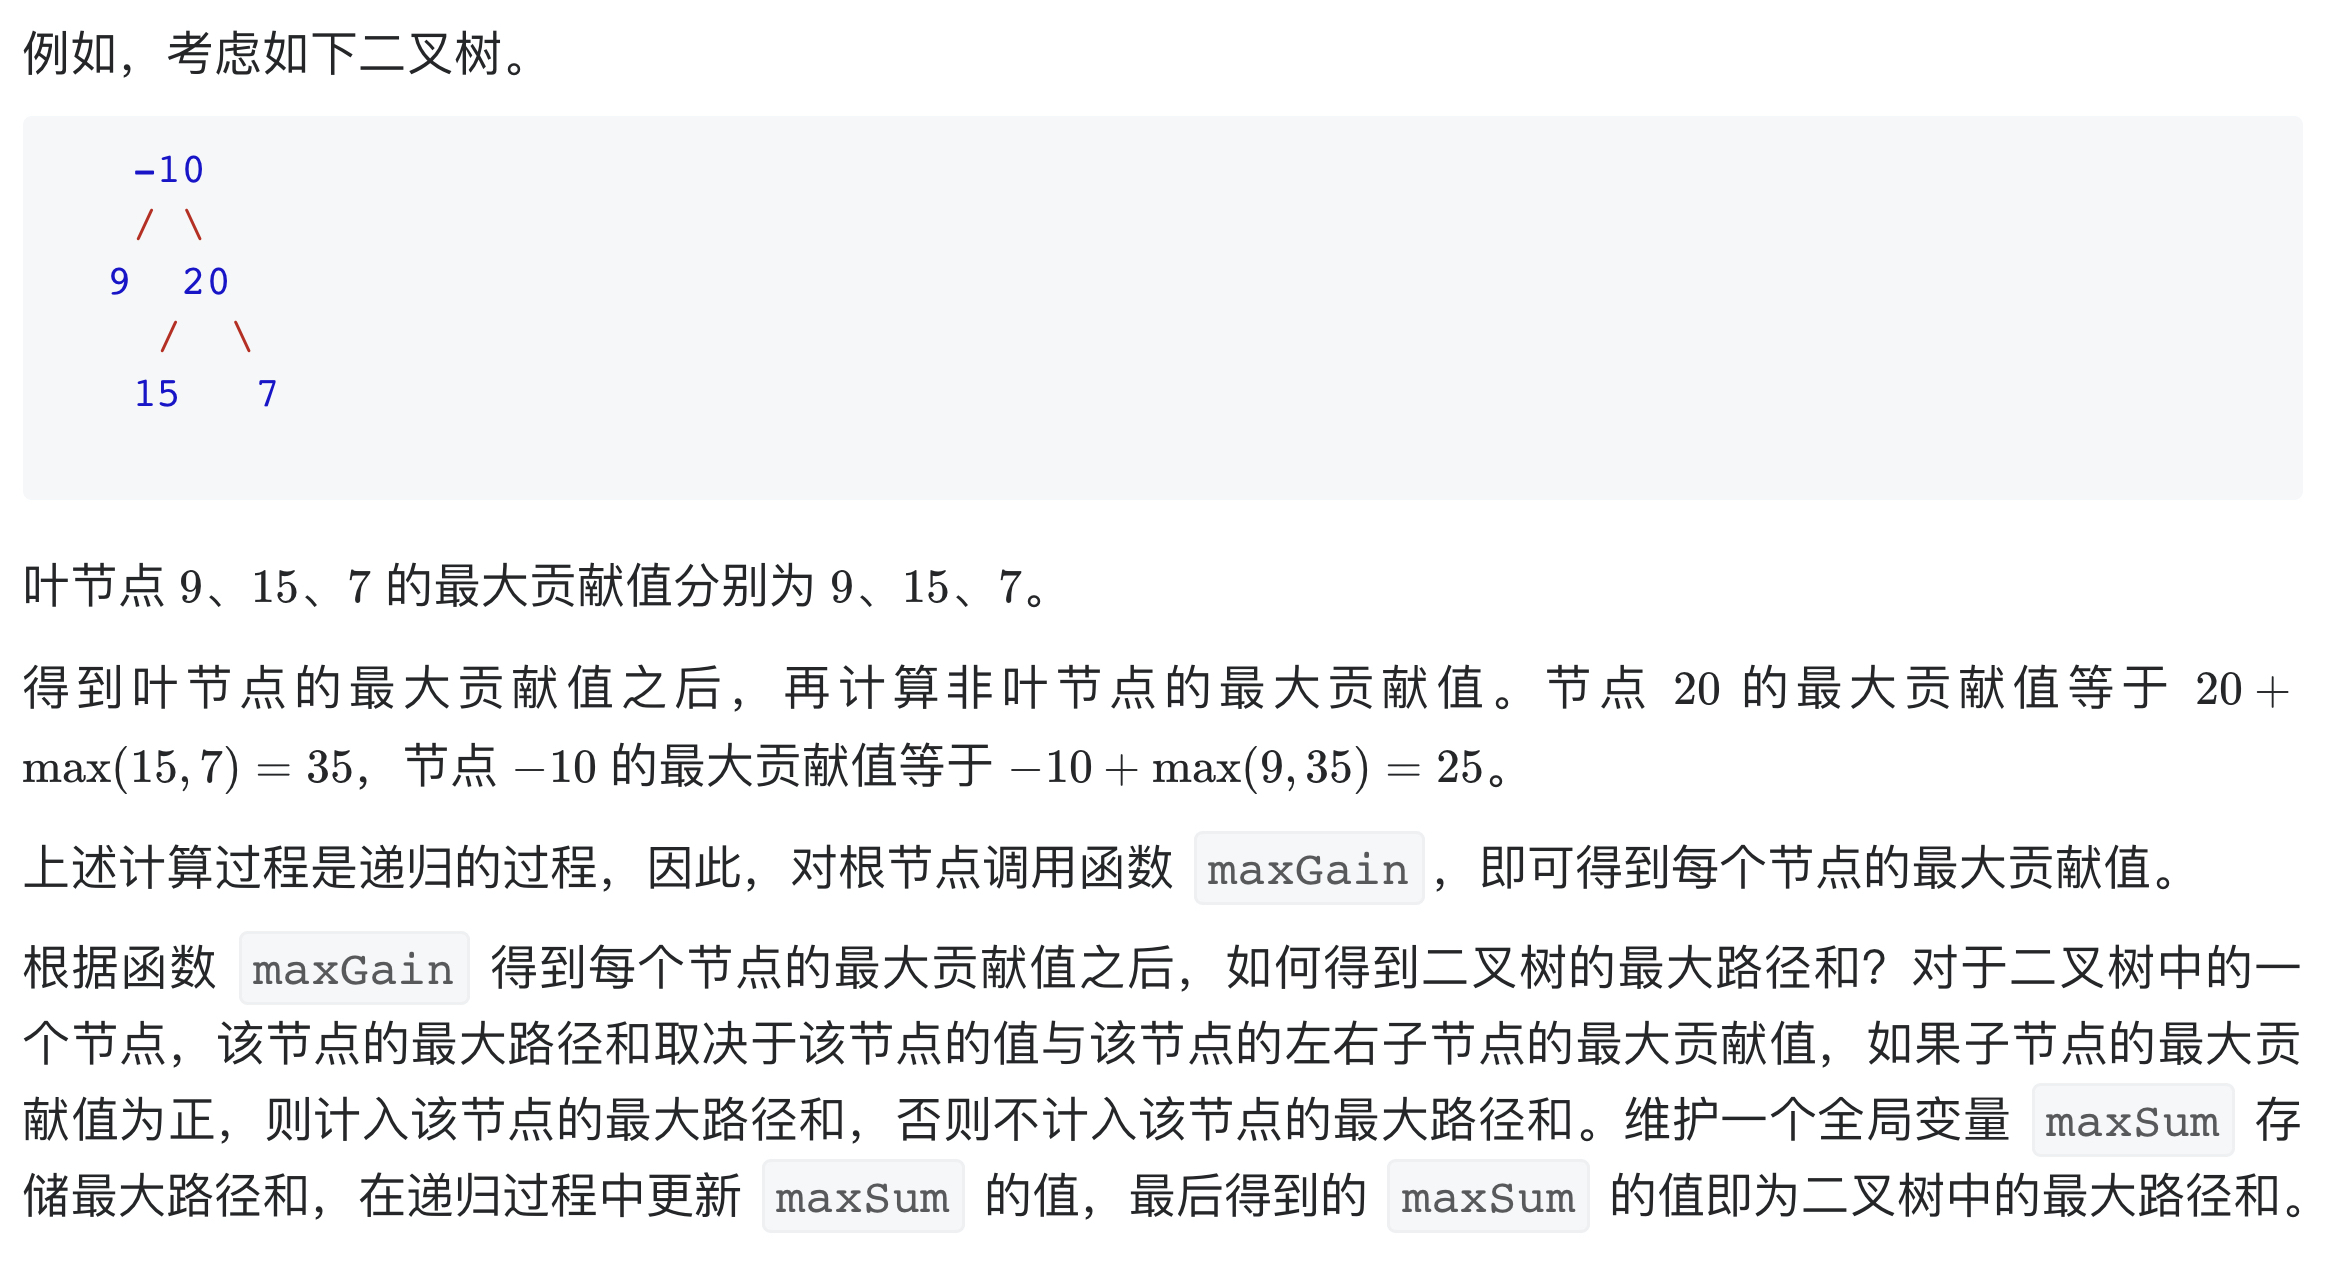 例如，考虑如下二叉树。
-10
/ \
9 20
/ \
15 7
叶节点 9、15、7 的最大贡献值分别为 9、15、7。
得到叶节点的最大贡献值之后，再计算非叶节点的最大贡献值。节点 20 的最大贡献值等于 20 +
max(15, 7) = 35，节点 −10 的最大贡献值等于 −10 + max(9, 35) = 25。
上述计算过程是递归的过程，因此，对根节点调用函数 maxGain，即可得到每个节点的最大贡献值。
根据函数 maxGain 得到每个节点的最大贡献值之后，如何得到二叉树的最大路径和？对于二叉树中的一
个节点，该节点的最大路径和取决于该节点的值与该节点的左右子节点的最大贡献值，如果子节点的最大贡
献值为正，则计入该节点的最大路径和，否则不计入该节点的最大路径和。维护一个全局变量 maxSum 存
储最大路径和，在递归过程中更新 maxSum 的值，最后得到的 maxSum 的值即为二叉树中的最大路径和。